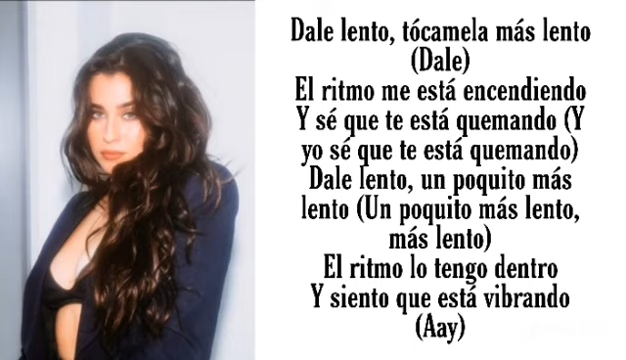 Dale lento, tócamela más lento
(Dale)
El ritmo me está encendiendo
Y sé que te está quemando (Y
yo sé que te está quemando)
Dale lento, un poquito más
lento (Un poquito más lento,
más lento)
El ritmo lo tengo dentro
Y siento que está vibrando
(Aay)